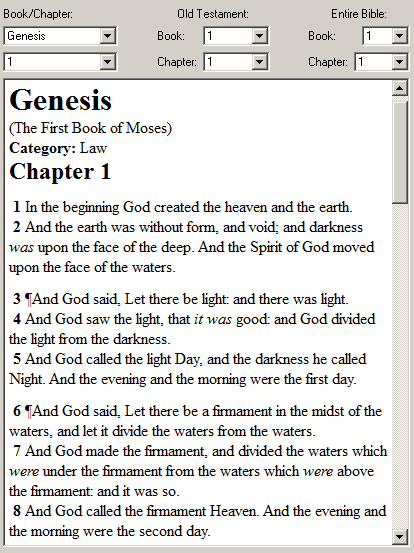 Book/Chapter: Old Testament: Entire Bible:
Genesis Book: 1 Book: 1
1 Chapter: 1 Chapter: 1
Genesis
(The First Book of Moses)
Category: Law
Chapter 1
1 In the beginning God created the heaven and the earth.
2 And the earth was without form, and void; and darkness
was upon the face of the deep. And the Spirit of God moved
upon the face of the waters.
3 ¶And God said, Let there be light: and there was light.
4 And God saw the light, that it was good: and God divided
the light from the darkness.
5 And God called the light Day, and the darkness he called
Night. And the evening and the morning were the first day.
6 ¶And God said, Let there be a firmament in the midst of the
waters, and let it divide the waters from the waters.
7 And God made the firmament, and divided the waters which
were under the firmament from the waters which were above
the firmament: and it was so.
8 And God called the firmament Heaven. And the evening and
the morning were the second day.